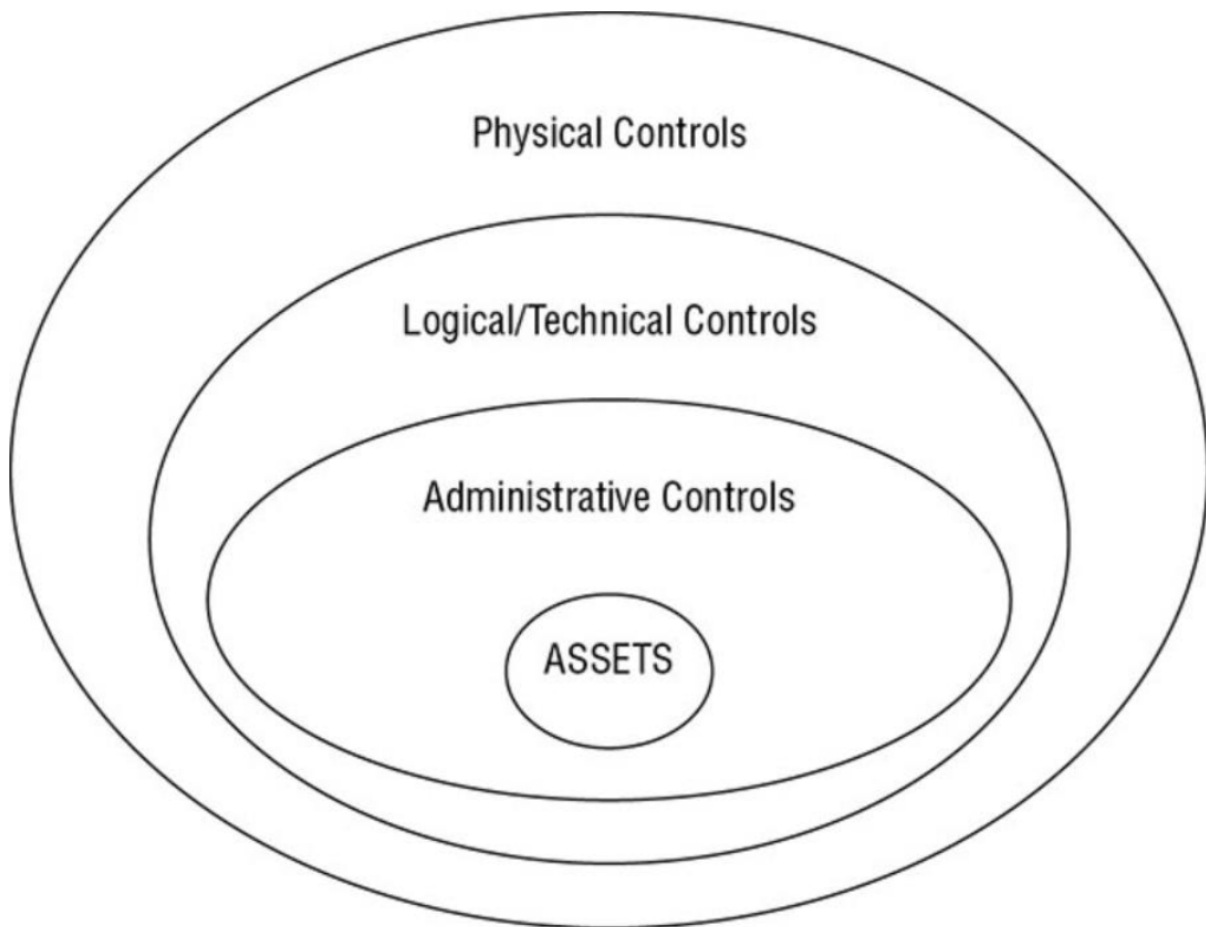 Physical Controls
Logical/Technical Controls
Administrative Controls
ASSETS